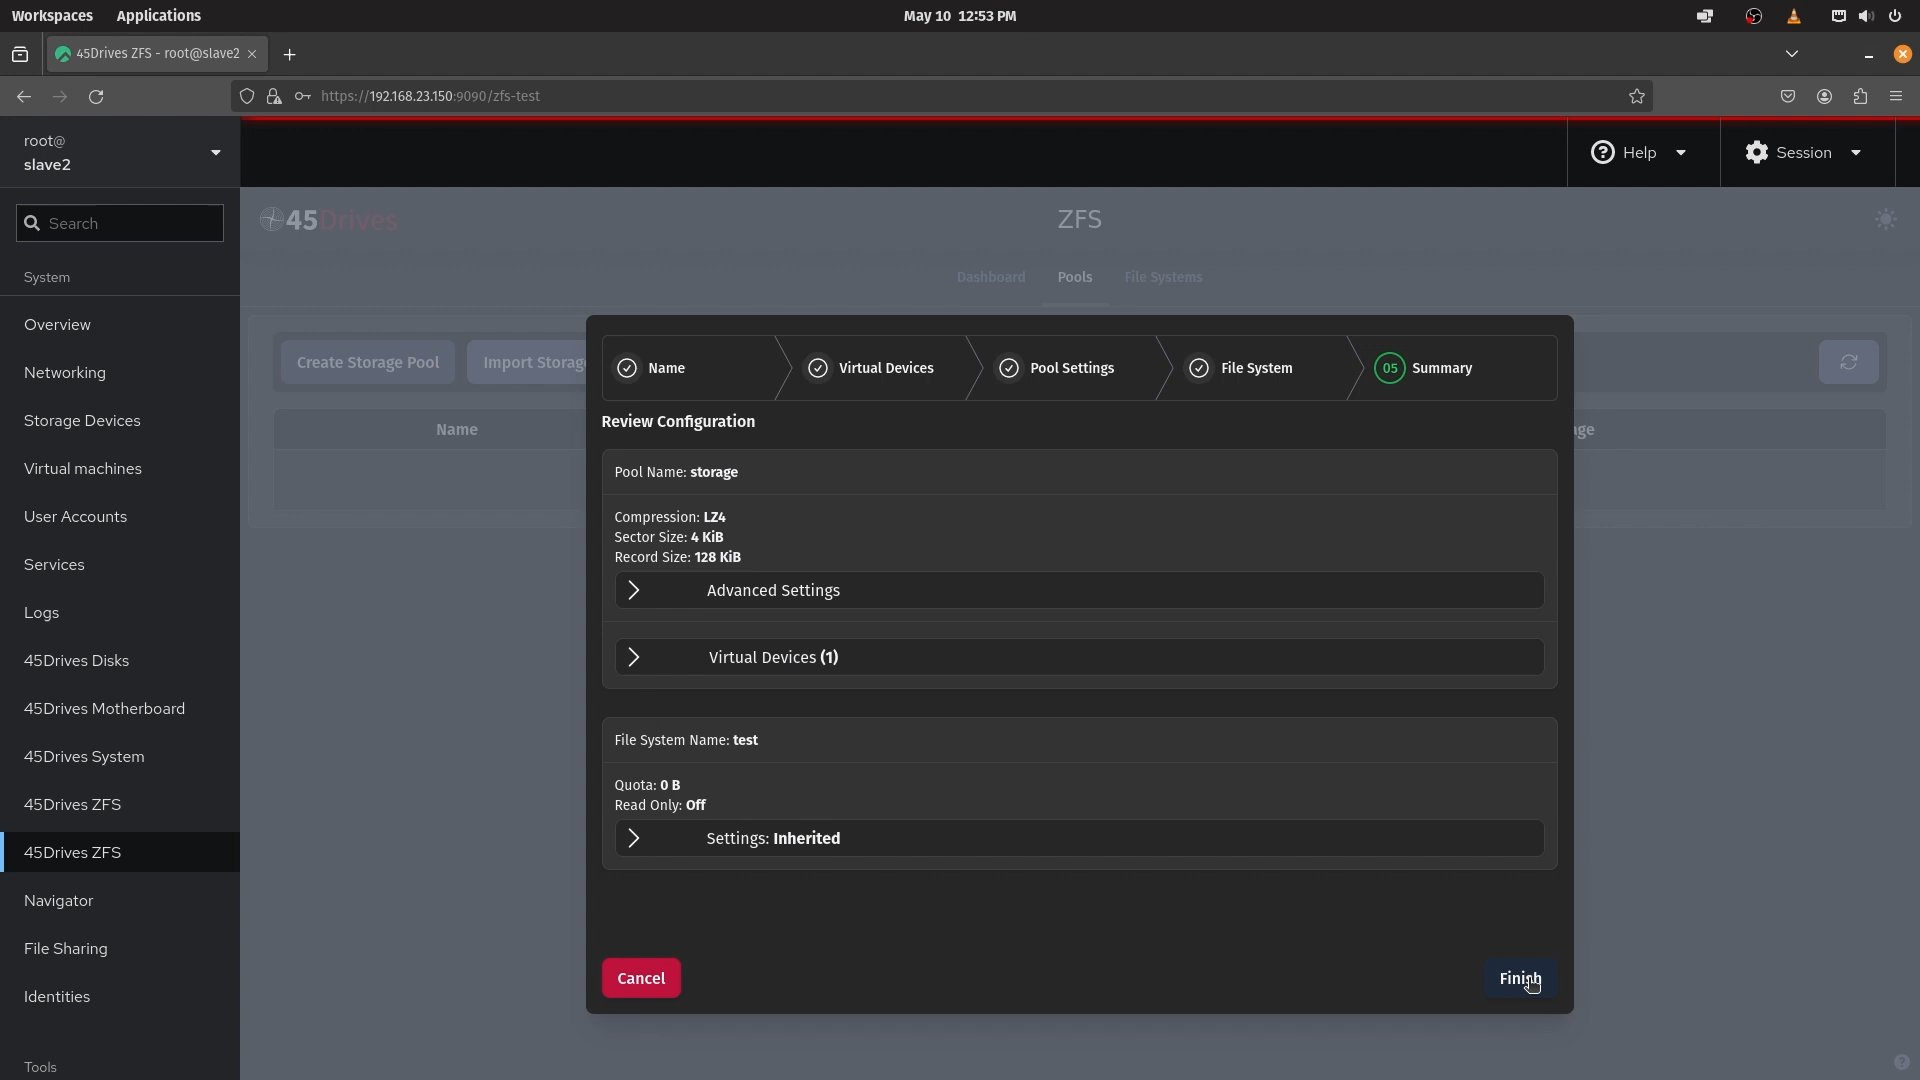 Workspaces Applications May 10 12:53 PM
45Drives ZFS - root@slave2
https://192.168.23.150:9090/zfs-test
root@
slave2
Help Session
Search
45Drives ZFS
Dashboard Pools File Systems
System
Overview
Networking
Storage Devices
Virtual machines
User Accounts
Services
Logs
45Drives Disks
45Drives Motherboard
45Drives System
45Drives ZFS
45Drives ZFS
Navigator
File Sharing
Identities
Tools
Create Storage Pool Import Storage
Name
Name Virtual Devices Pool Settings File System 05 Summary
Review Configuration
Pool Name: storage
Compression: LZ4
Sector Size: 4 KiB
Record Size: 128 KiB
Advanced Settings
Virtual Devices (1)
File System Name: test
Quota: 0 B
Read Only: Off
Settings: Inherited
Cancel Finish